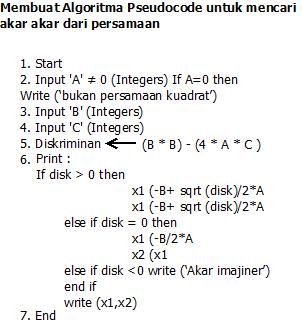 Membuat Algoritma Pseudocode untuk mencari
akar akar dari persamaan
1. Start
2. Input 'A' ≠ 0 (Integers) If A=0 then
Write ('bukan persamaan kuadrat')
3. Input 'B' (Integers)
4. Input 'C' (Integers)
5. Diskriminan ← (B * B) - (4 * A * C )
6. Print :
If disk > 0 then
x1 (-B+ sqrt (disk)/2*A
x1 (-B+ sqrt (disk)/2*A
else if disk = 0 then
x1 (-B/2*A
x2 (x1
else if disk <0 write ('Akar imajiner')
end if
write (x1,x2)
7. End